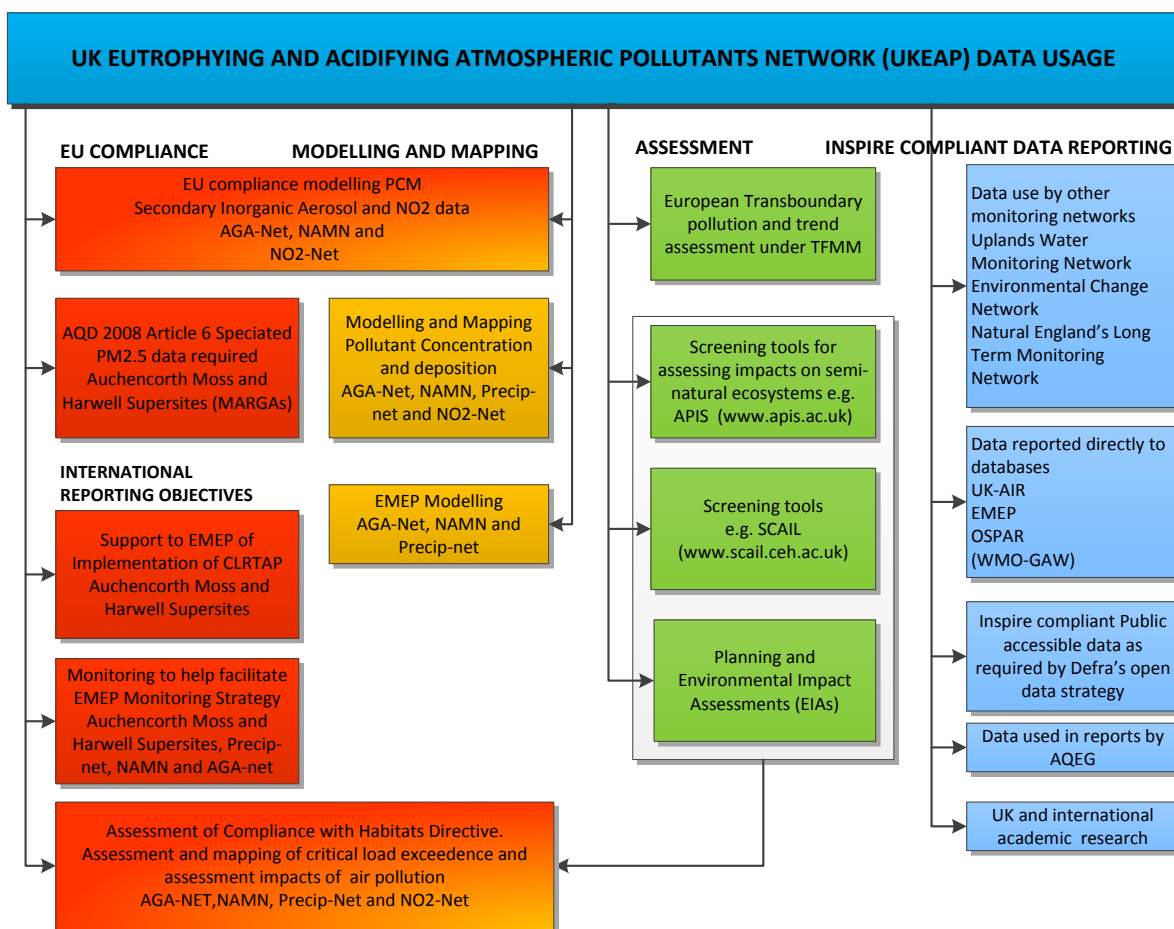 UK EUTROPHYING AND ACIDIFYING ATMOSPHERIC POLLUTANTS NETWORK (UKEAP) DATA USAGE
EU COMPLIANCE
MODELLING AND MAPPING
EU compliance modelling PCM
Secondary Inorganic Aerosol and NO2 data
AGA-Net, NAMN and
NO2-Net
AQD 2008 Article 6 Speciated
PM2.5 data required
Auchencorth Moss and
Harwell Supersites (MARGAs)
Modelling and Mapping
Pollutant Concentration
and deposition
AGA-Net, NAMN, Precip-
net and NO2-Net
INTERNATIONAL
REPORTING OBJECTIVES
EMEP Modelling
AGA-Net, NAMN and
Precip-net
Support to EMEP of
Implementation of CLRTAP
Auchencorth Moss and
Harwell Supersites
Monitoring to help facilitate
EMEP Monitoring Strategy
Auchencorth Moss and
Harwell Supersites, Precip-
net, NAMN and AGA-net
Assessment of Compliance with Habitats Directive.
Assessment and mapping of critical load exceedence and
assessment impacts of air pollution
AGA-NET,NAMN, Precip-Net and NO2-Net
ASSESSMENT
European Transboundary
pollution and trend
assessment under TFMM
Screening tools for
assessing impacts on semi-
natural ecosystems e.g.
APIS (www.apis.ac.uk)
Screening tools
e.g. SCAIL
(www.scail.ceh.ac.uk)
Planning and
Environmental Impact
Assessments (EIAs)
INSPIRE COMPLIANT DATA REPORTING
Data use by other
monitoring networks
Uplands Water
Monitoring Network
Environmental Change
Network
Natural England's Long
Term Monitoring
Network
Data reported directly to
databases
UK-AIR
EMEP
OSPAR
(WMO-GAW)
Inspire compliant Public
accessible data as
required by Defra's open
data strategy
Data used in reports by
AQEG
UK and international
academic research